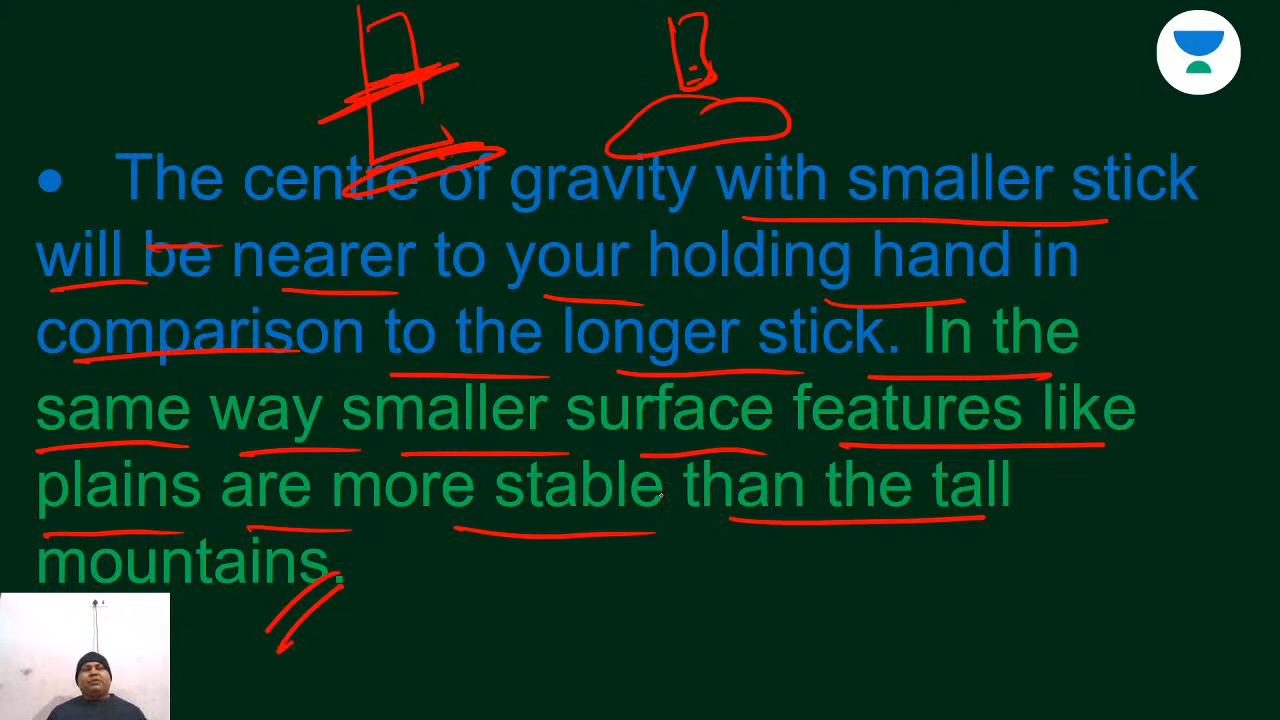 • The centre of gravity with smaller stick
will be nearer to your holding hand in
comparison to the longer stick. In the
same way smaller surface features like
plains are more stable than the tall
mountains.